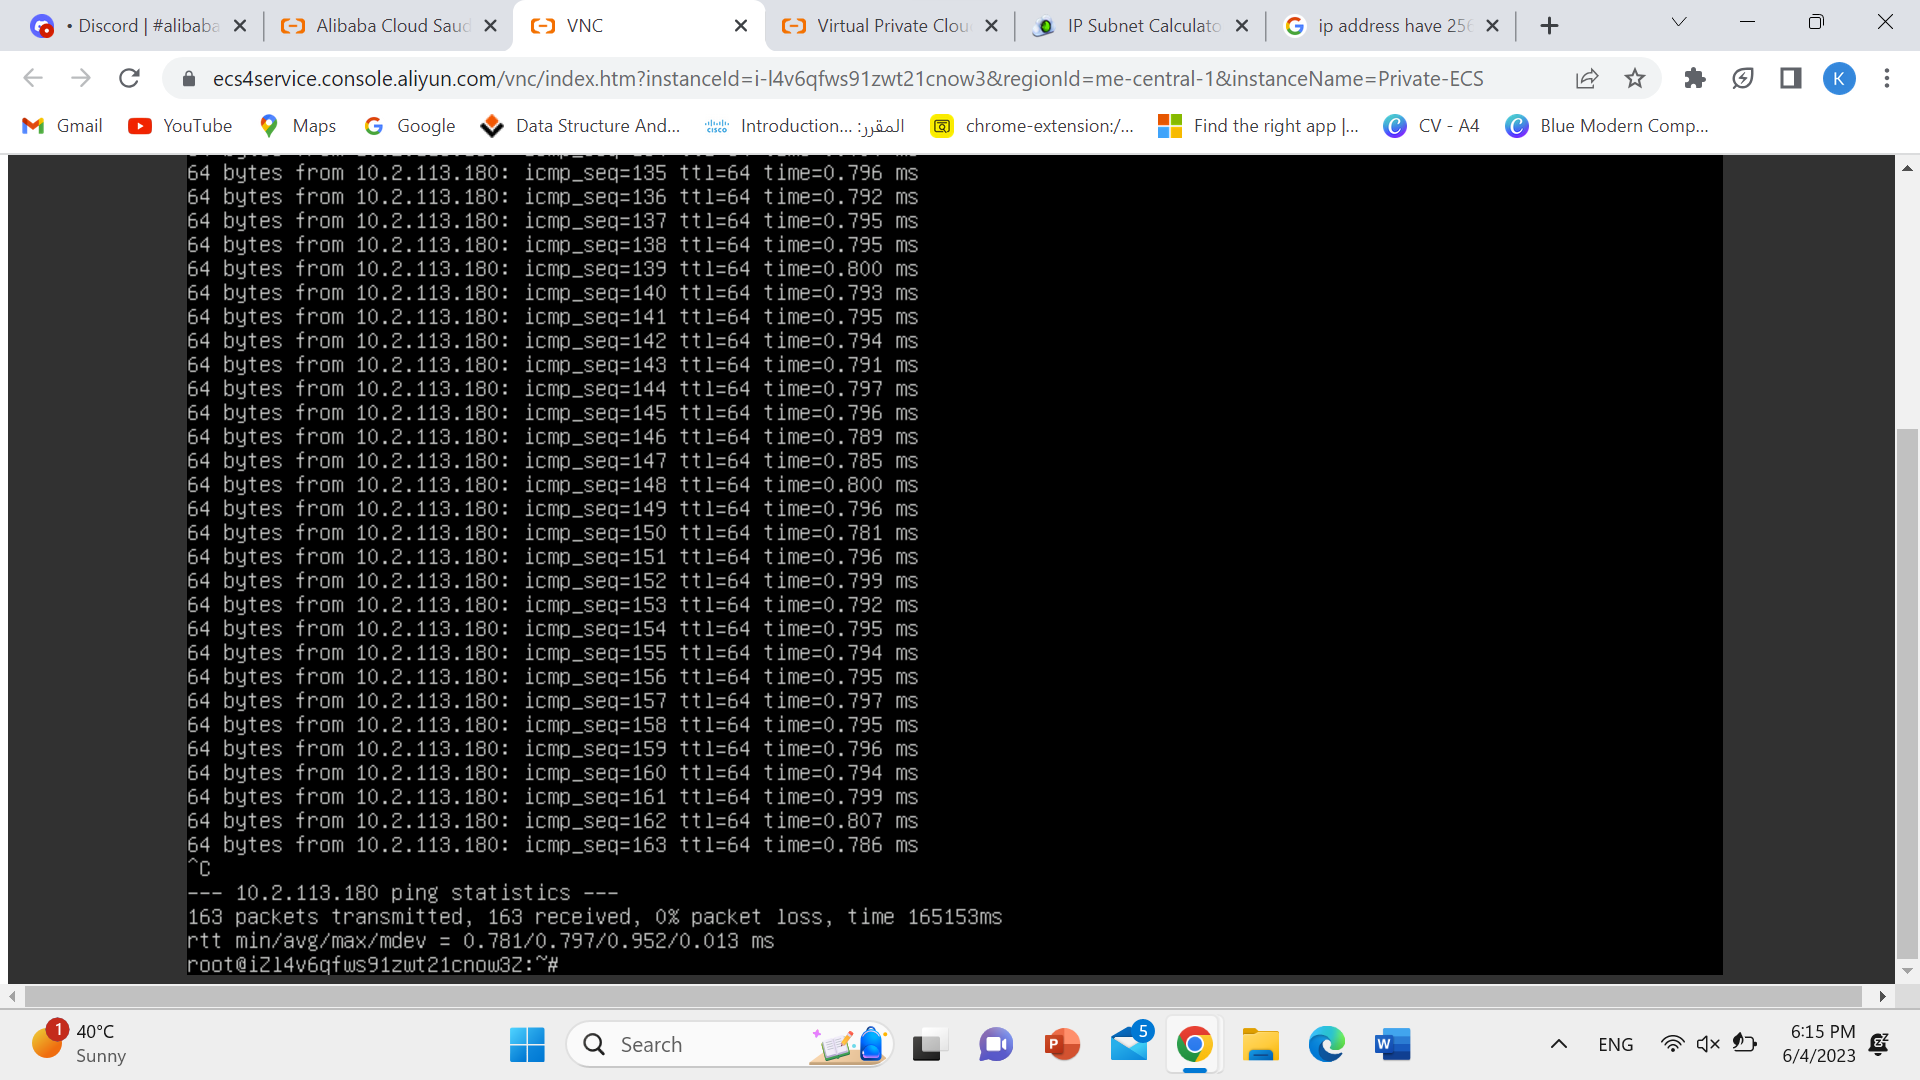 • Discord | #alibaba
Alibaba Cloud Saud
VNC
Virtual Private Clou
IP Subnet Calculato
ip address have 256
ecs4service.console.aliyun.com/vnc/index.htm?instanceId=i-l4v6qfws91zwt21cnow3&regionId=me-central-1&instanceName=Private-ECS
K
Gmail
YouTube
Maps
Google
Data Structure And...
Introduction... :المقرر
chrome-extension:/...
Find the right app |...
CV - A4
Blue Modern Comp...
64 bytes from 10.2.113.180: icmp_seq=135 ttl=64 time=0.796 ms
64 bytes from 10.2.113.180: icmp_seq=136 ttl=64 time=0.792 ms
64 bytes from 10.2.113.180: icmp_seq=137 ttl=64 time=0.795 ms
64 bytes from 10.2.113.180: icmp_seq=138 ttl=64 time=0.795 ms
64 bytes from 10.2.113.180: icmp_seq=139 ttl=64 time=0.800 ms
64 bytes from 10.2.113.180: icmp_seq=140 ttl=64 time=0.793 ms
64 bytes from 10.2.113.180: icmp_seq=141 ttl=64 time=0.795 ms
64 bytes from 10.2.113.180: icmp_seq=142 ttl=64 time=0.794 ms
64 bytes from 10.2.113.180: icmp_seq=143 ttl=64 time=0.791 ms
64 bytes from 10.2.113.180: icmp_seq=144 ttl=64 time=0.797 ms
64 bytes from 10.2.113.180: icmp_seq=145 ttl=64 time=0.796 ms
64 bytes from 10.2.113.180: icmp_seq=146 ttl=64 time=0.789 ms
64 bytes from 10.2.113.180: icmp_seq=147 ttl=64 time=0.785 ms
64 bytes from 10.2.113.180: icmp_seq=148 ttl=64 time=0.800 ms
64 bytes from 10.2.113.180: icmp_seq=149 ttl=64 time=0.796 ms
64 bytes from 10.2.113.180: icmp_seq=150 ttl=64 time=0.781 ms
64 bytes from 10.2.113.180: icmp_seq=151 ttl=64 time=0.796 ms
64 bytes from 10.2.113.180: icmp_seq=152 ttl=64 time=0.799 ms
64 bytes from 10.2.113.180: icmp_seq=153 ttl=64 time=0.792 ms
64 bytes from 10.2.113.180: icmp_seq=154 ttl=64 time=0.795 ms
64 bytes from 10.2.113.180: icmp_seq=155 ttl=64 time=0.794 ms
64 bytes from 10.2.113.180: icmp_seq=156 ttl=64 time=0.795 ms
64 bytes from 10.2.113.180: icmp_seq=157 ttl=64 time=0.797 ms
64 bytes from 10.2.113.180: icmp_seq=158 ttl=64 time=0.795 ms
64 bytes from 10.2.113.180: icmp_seq=159 ttl=64 time=0.796 ms
64 bytes from 10.2.113.180: icmp_seq=160 ttl=64 time=0.794 ms
64 bytes from 10.2.113.180: icmp_seq=161 ttl=64 time=0.799 ms
64 bytes from 10.2.113.180: icmp_seq=162 ttl=64 time=0.807 ms
64 bytes from 10.2.113.180: icmp_seq=163 ttl=64 time=0.786 ms
^C
--- 10.2.113.180 ping statistics ---
163 packets transmitted, 163 received, 0% packet loss, time 165153ms
rtt min/avg/max/mdev = 0.781/0.797/0.952/0.013 ms
root@iZl4v6qfws91zwt21cnow3Z:~#
1
40°C
Sunny
Search
5
ENG
6:15 PM
6/4/2023